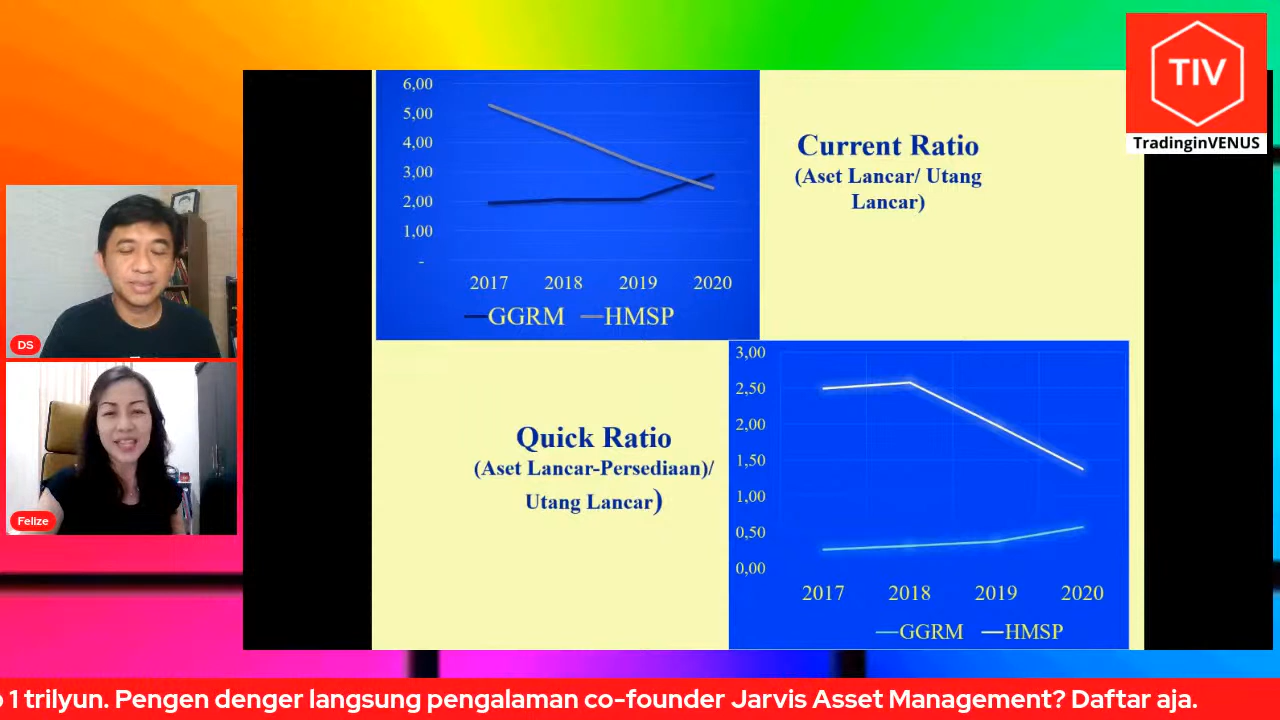 TIV
TradinginVENUS
6,00
5,00
4,00
3,00
2,00
1,00
-
2017 2018 2019 2020
GGRM HMSP
Current Ratio
(Aset Lancar/ Utang
Lancar)
DS
Felize
Quick Ratio
(Aset Lancar-Persediaan)/
Utang Lancar)
3,00
2,50
2,00
1,50
1,00
0,50
0,00
2017 2018 2019 2020
GGRM HMSP
1 trilyun. Pengen denger langsung pengalaman co-founder Jarvis Asset Management? Daftar aja.